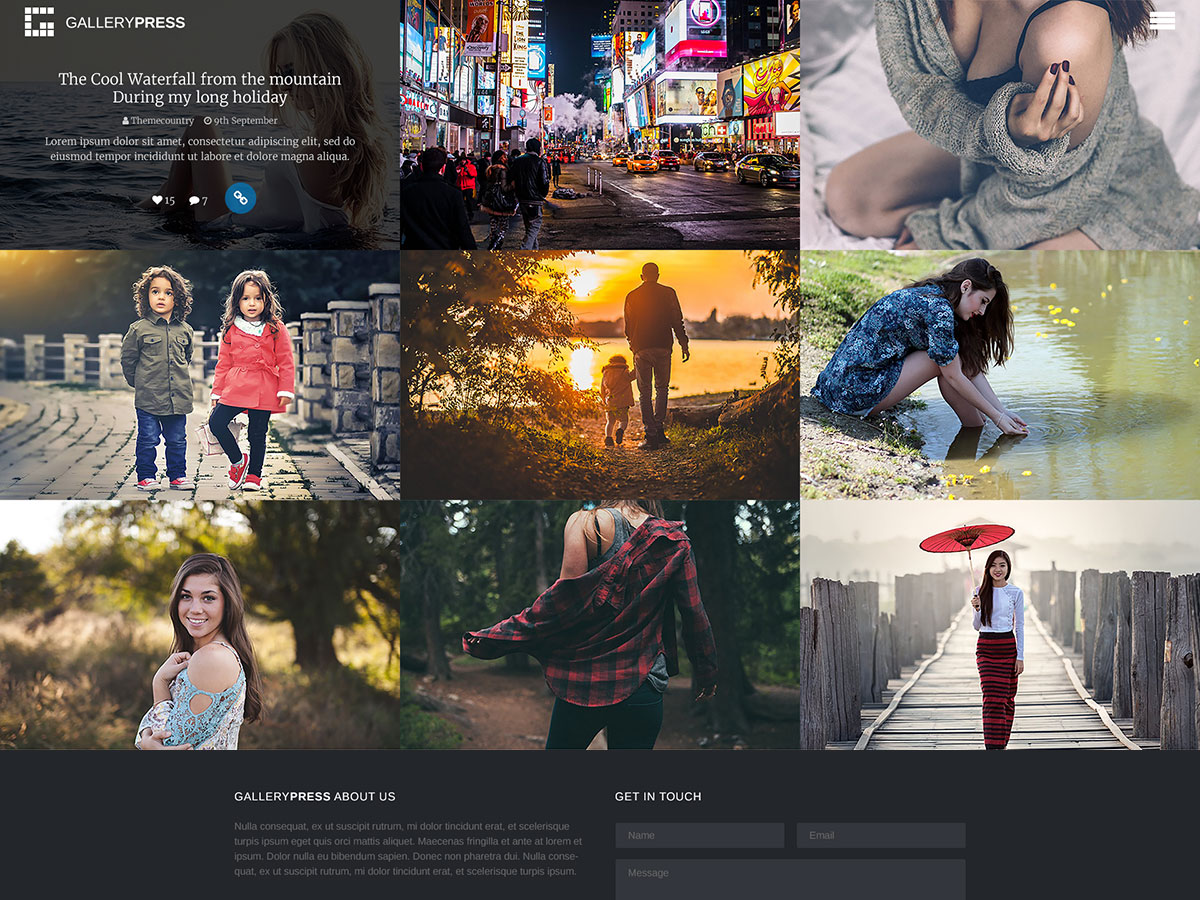 GALLERYPRESS
The Cool Waterfall from the mountain
During my long holiday
Themecountry 9th September
Lorem ipsum dolor sit amet, consectetur adipiscing elit, sed do
eiusmod tempor incididunt ut labore et dolore magna aliqua.
15 7
GALLERYPRESS ABOUT US
Nulla consequat, ex ut suscipit rutrum, mi dolor tincidunt erat, et scelerisque
turpis ipsum eget quis orci mattis aliquet. Maecenas fringilla et ante at lorem et
ipsum. Dolor nulla eu bibendum sapien. Donec non pharetra dui. Nulla conse-
quat, ex ut suscipit rutrum, mi dolor tincidunt erat, et scelerisque turpis ipsum.
GET IN TOUCH
Name Email
Message